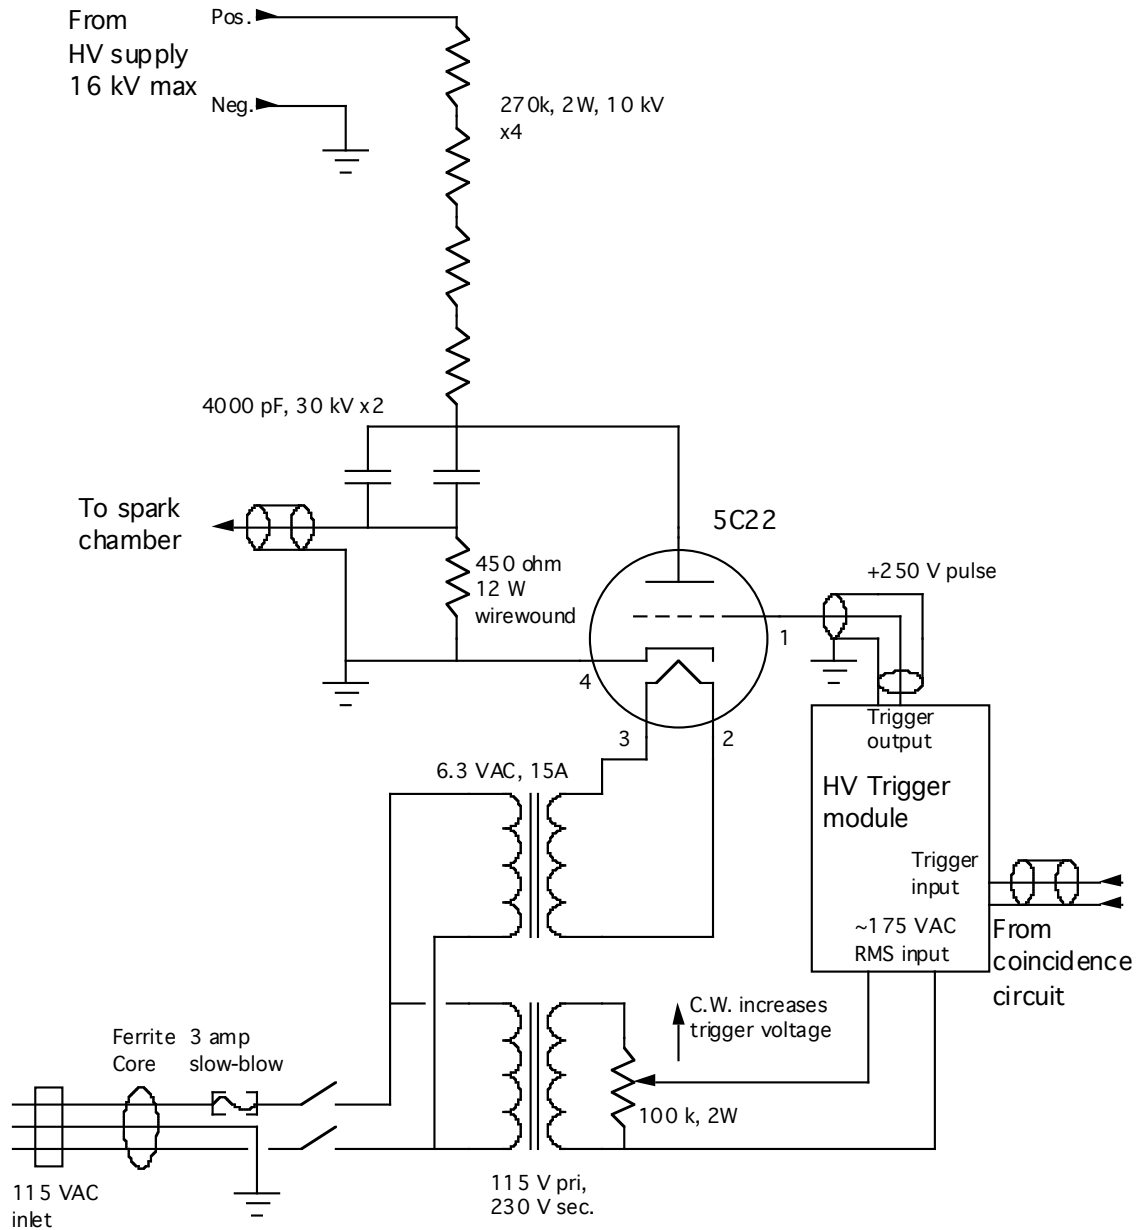 From
HV supply
16 kV max
Pos.
Neg.
270k, 2W, 10 kV
x4
4000 pF, 30 kV x2
To spark
chamber
450 ohm
12 W
wirewound
5C22
+250 V pulse
1
4
3
2
Trigger
output
HV Trigger
module
Trigger
input
~175 VAC
RMS input
From
coincidence
circuit
6.3 VAC, 15A
C.W. increases
trigger voltage
Ferrite
Core
3 amp
slow-blow
100 k, 2W
115 V pri,
230 V sec.
115 VAC
inlet